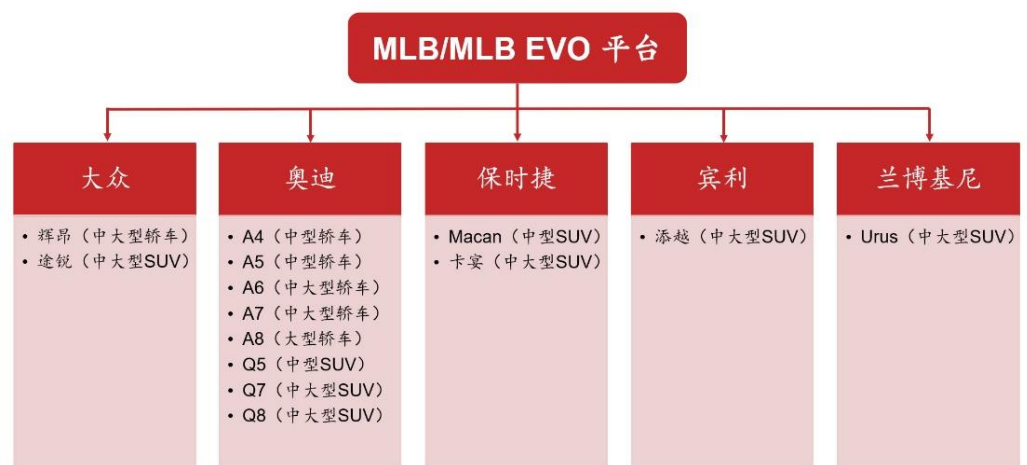 MLB/MLB EVO 平台
大众
• 辉昂（中大型轿车）
• 途锐（中大型SUV）
奥迪
• A4（中型轿车）
• A5（中型轿车）
• A6（中大型轿车）
• A7（中大型轿车）
• A8（大型轿车）
• Q5（中型SUV）
• Q7（中大型SUV）
• Q8（中大型SUV）
保时捷
• Macan（中型SUV）
• 卡宴（中大型SUV）
宾利
• 添越（中大型SUV）
兰博基尼
• Urus（中大型SUV）